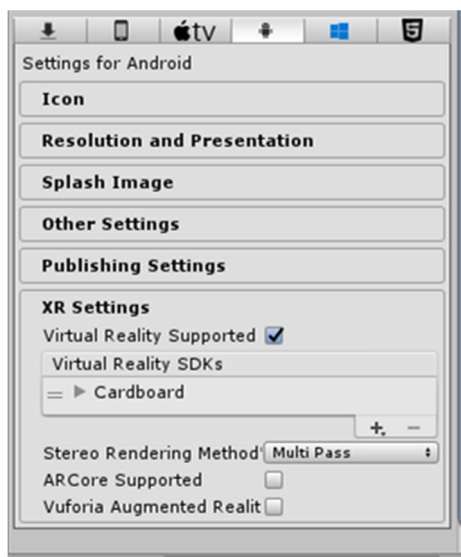 tv
Settings for Android
Icon
Resolution and Presentation
Splash Image
Other Settings
Publishing Settings
XR Settings
Virtual Reality Supported
Virtual Reality SDKs
Cardboard
Stereo Rendering Method* Multi Pass
ARCore Supported
Vuforia Augmented Realit